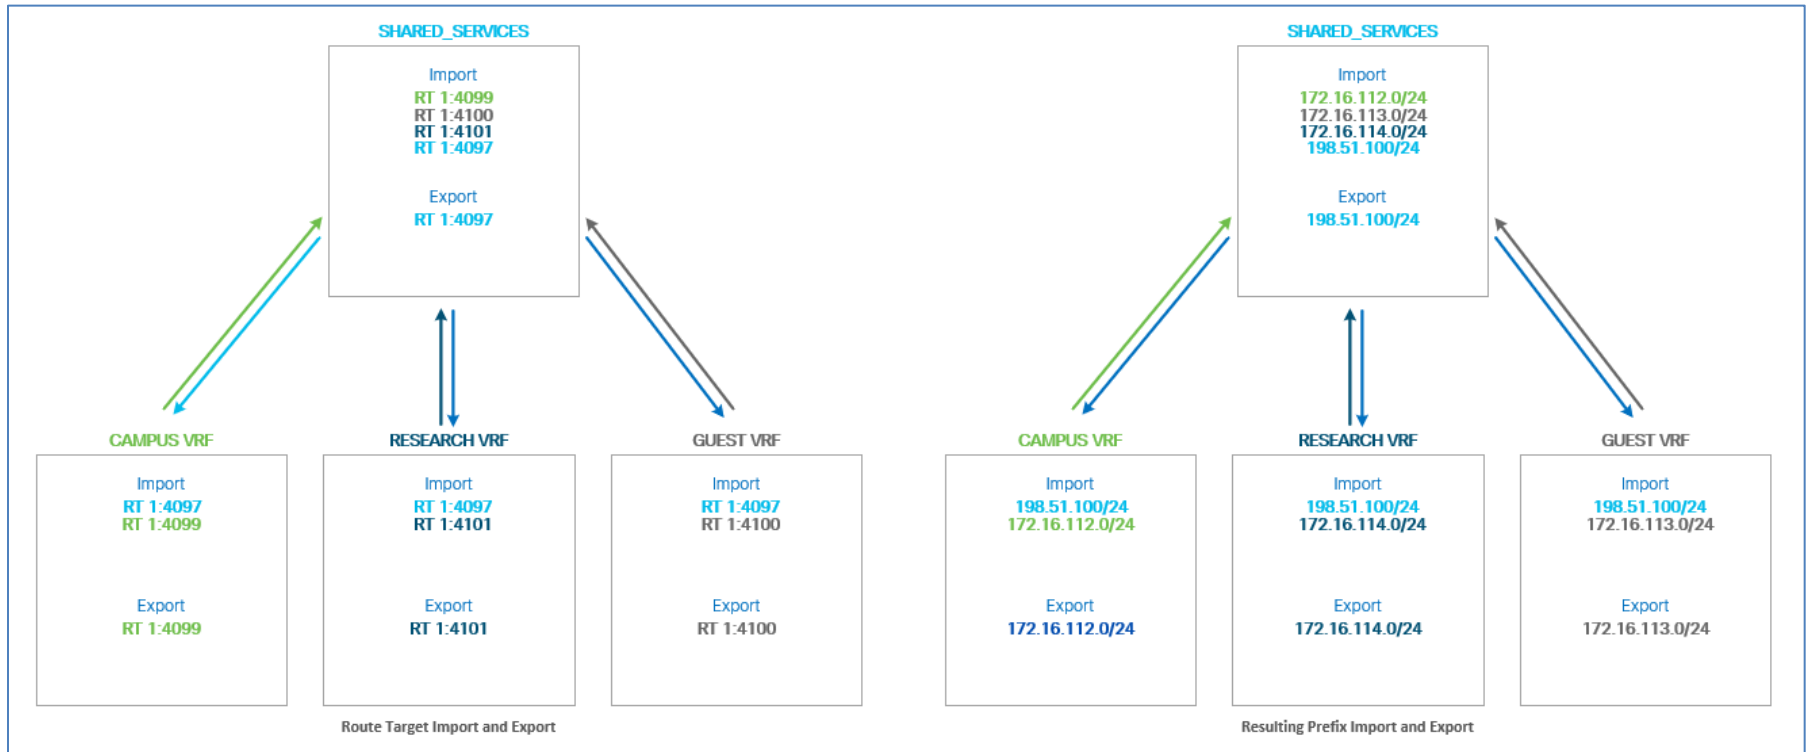 SHARED_SERVICES
Import
RT 1:4099
RT 1:4100
RT 1:4101
RT 1:4097
Export
RT 1:4097
CAMPUS VRF
Import
RT 1:4097
RT 1:4099
Export
RT 1:4099
RESEARCH VRF
Import
RT 1:4097
RT 1:4101
Export
RT 1:4101
GUEST VRF
Import
RT 1:4097
RT 1:4100
Export
RT 1:4100
Route Target Import and Export
SHARED_SERVICES
Import
172.16.112.0/24
172.16.113.0/24
172.16.114.0/24
198.51.100/24
Export
198.51.100/24
CAMPUS VRF
Import
198.51.100/24
172.16.112.0/24
Export
172.16.112.0/24
RESEARCH VRF
Import
198.51.100/24
172.16.114.0/24
Export
172.16.114.0/24
GUEST VRF
Import
198.51.100/24
172.16.113.0/24
Export
172.16.113.0/24
Resulting Prefix Import and Export